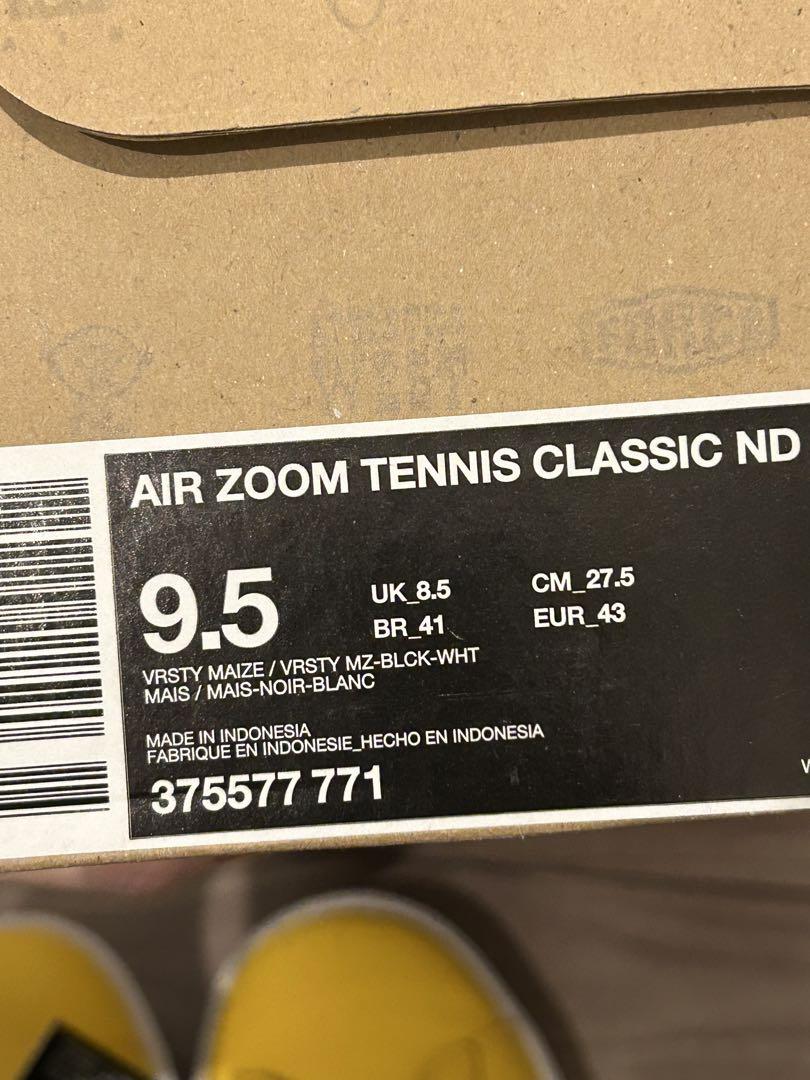 FORCE
AIR ZOOM TENNIS CLASSIC ND
9.5
UK_8.5
CM_27.5
BR_41
EUR_43
VRSTY MAIZE / VRSTY MZ-BLCK-WHT
MAIS / MAIS-NOIR-BLANC
MADE IN INDONESIA
FABRIQUE EN INDONESIE_HECHO EN INDONESIA
375577 771